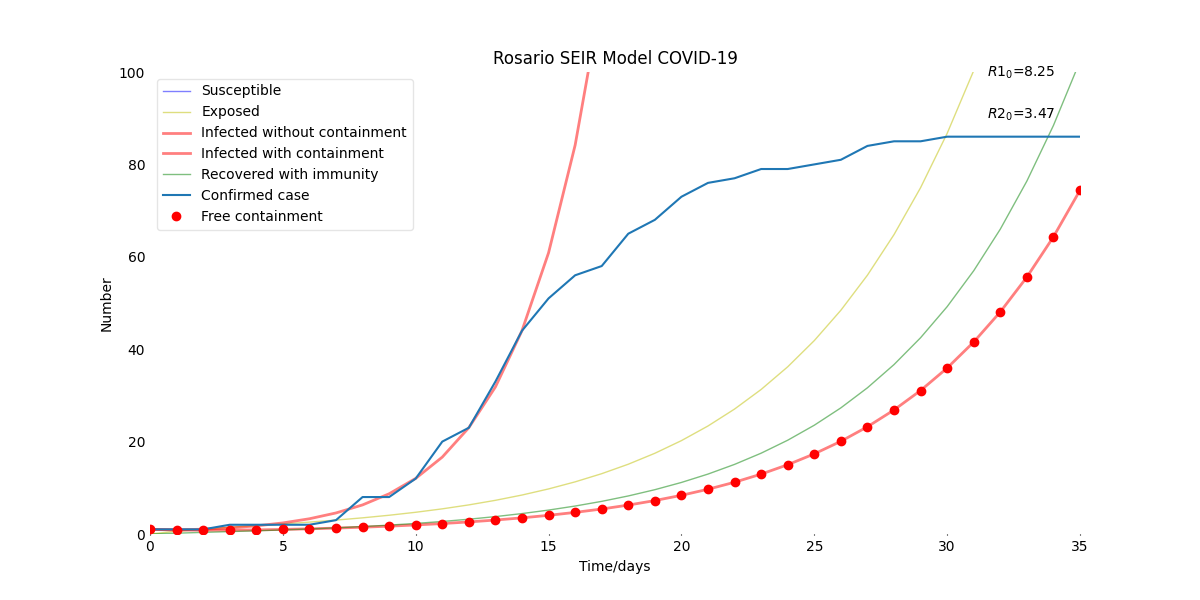 Rosario SEIR Model COVID-19
Susceptible
Exposed
Infected without containment
Infected with containment
Recovered with immunity
Confirmed case
Free containment
R1₀=8.25
R2₀=3.47
Number
100
80
60
40
20
0
0 5 10 15 20 25 30 35
Time/days